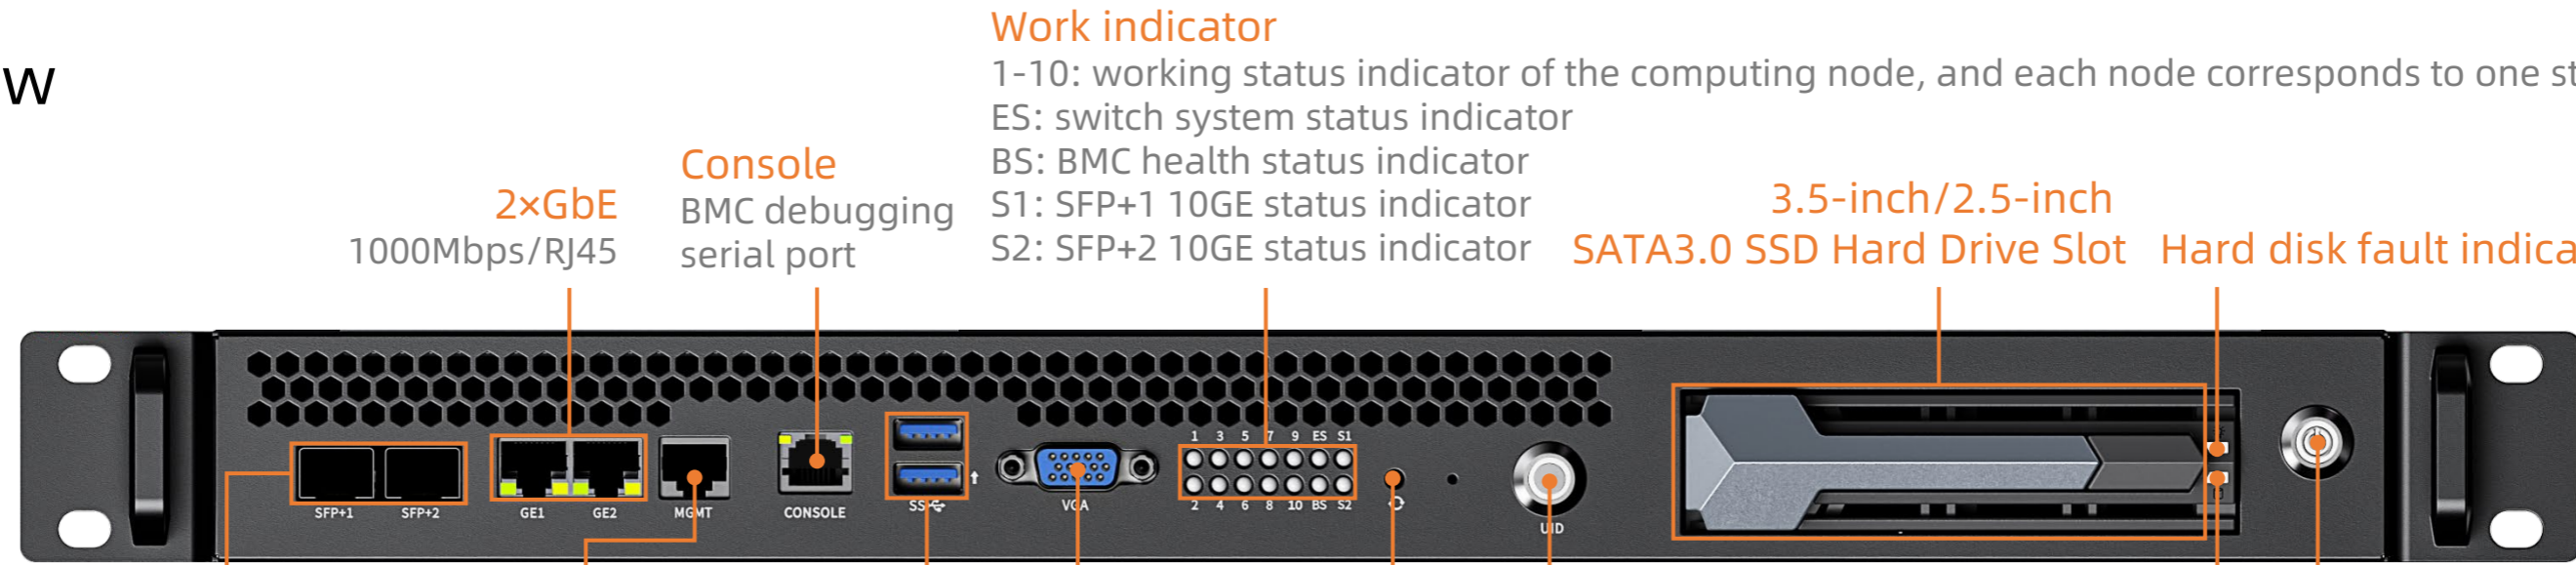 w
Work indicator
1-10: working status indicator of the computing node, and each node corresponds to one st
ES: switch system status indicator
BS: BMC health status indicator
S1: SFP+1 10GE status indicator
S2: SFP+2 10GE status indicator
Console
BMC debugging
serial port
2×GbE
1000Mbps/RJ45
3.5-inch/2.5-inch
SATA3.0 SSD Hard Drive Slot
Hard disk fault indica
1 3 5 7 9 ES S1
2 4 6 8 10 BS S2
SFP+1 SFP+2
GE1 GE2
MGMT
CONSOLE
SS
VGA
UID